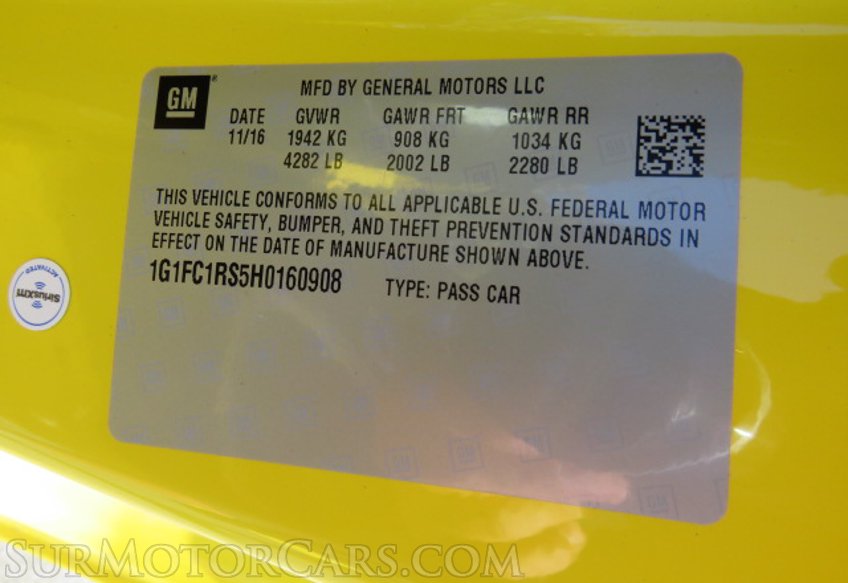 GM
MFD BY GENERAL MOTORS LLC
DATE GVWR GAWR FRT GAWR RR
11/16 1942 KG 908 KG 1034 KG
4282 LB 2002 LB 2280 LB
THIS VEHICLE CONFORMS TO ALL APPLICABLE U.S. FEDERAL MOTOR
VEHICLE SAFETY, BUMPER, AND THEFT PREVENTION STANDARDS IN
EFFECT ON THE DATE OF MANUFACTURE SHOWN ABOVE.
1G1FC1RS5H0160908 TYPE: PASS CAR
SiriusXM
ACTIVATED
SURMOTORCARS.COM